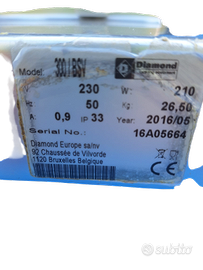 Diamond
Model: 300IBSN
230 W: 210
Hz 50 Kg: 26,50
A: 0,9 IP 33 Year: 2016/05
Serial No.: 16A05664
Diamond Europe sa/nv
92 Chaussée de Vilvorde
1120 Bruxelles Belgique
CE
subito